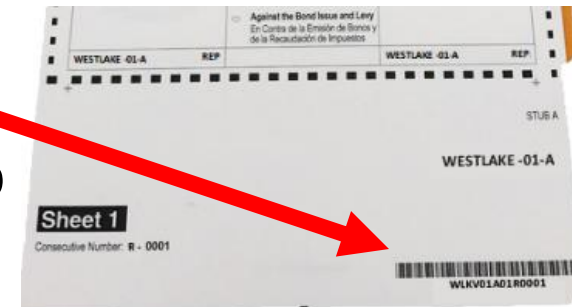 Against the Bond Issue and Levy
En Contra de la Emisión de Bonos y
de la Recaudación de Impuestos
WESTLAKE -01-A REP WESTLAKE -01-A REP
STUB A
WESTLAKE -01-A
)
Sheet 1
Consecutive Number: R - 0001
WLKV01A01R0001